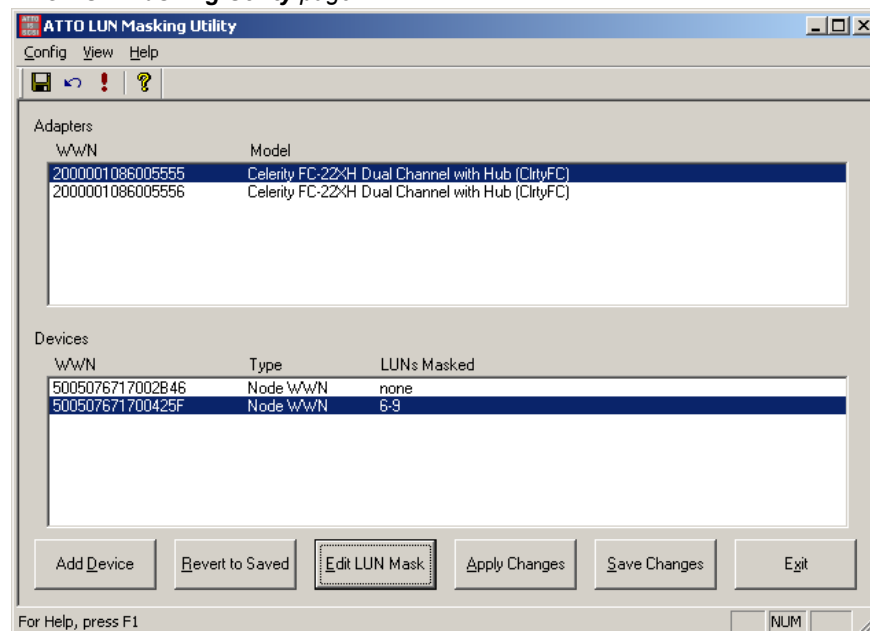 ATTO LUN Masking Utility
Config View Help
Adapters
WWN Model
2000001086005555 Celerity FC-22XH Dual Channel with Hub (ClrtyFC)
2000001086005556 Celerity FC-22XH Dual Channel with Hub (ClrtyFC)
Devices
WWN Type LUNs Masked
5005076717002B46 Node WWN none
500507671700425F Node WWN 6-9
Add Device Revert to Saved Edit LUN Mask Apply Changes Save Changes Exit
For Help, press F1 NUM